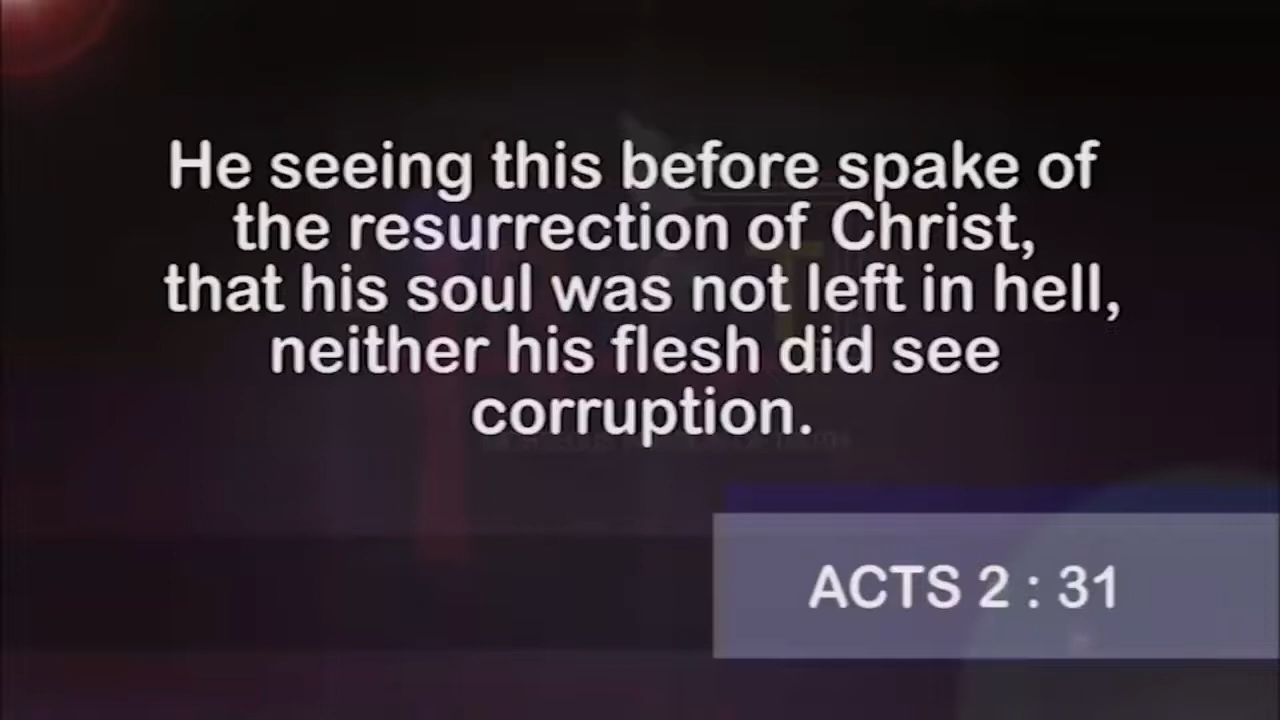 He seeing this before spake of
the resurrection of Christ,
that his soul was not left in hell,
neither his flesh did see
corruption.
ACTS 2 : 31